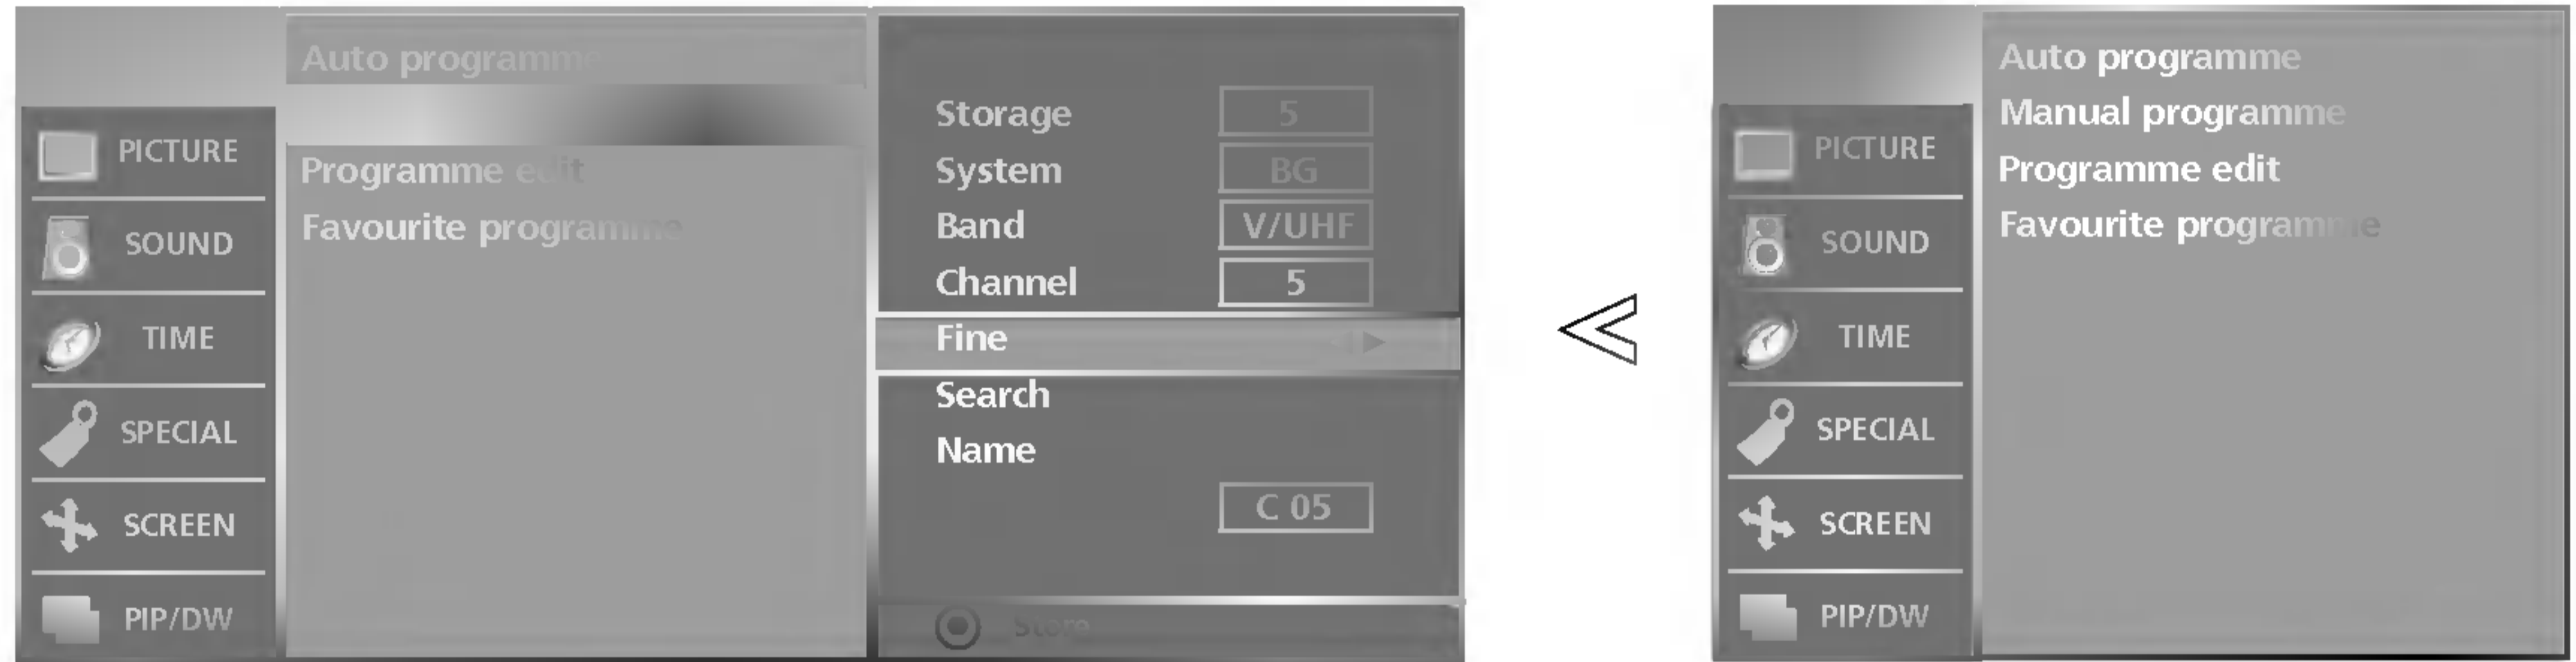 Auto programme
Programme edit
Favourite programme
PICTURE
SOUND
TIME
SPECIAL
SCREEN
PIP/DW
Storage 5
System BG
Band V/UHF
Channel 5
Fine
Search
Name
C 05
Store
Auto programme
Manual programme
Programme edit
Favourite programme
PICTURE
SOUND
TIME
SPECIAL
SCREEN
PIP/DW